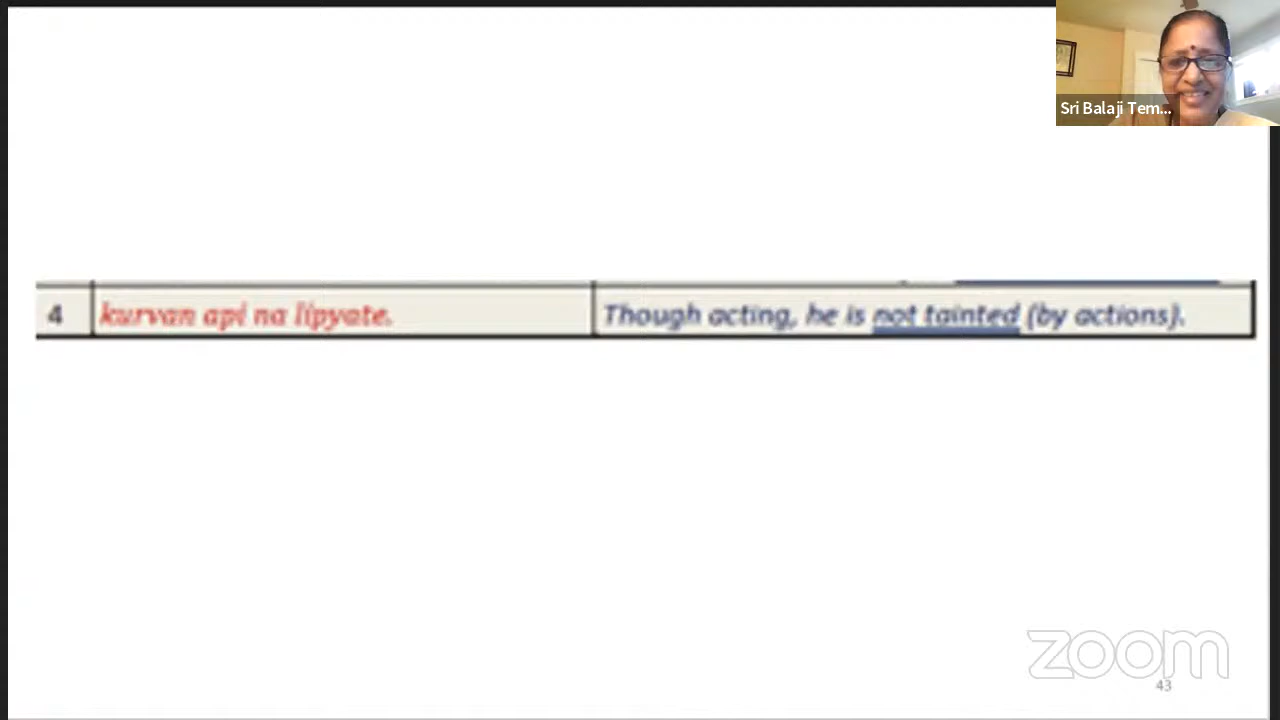 Sri Balaji Tem...
4 kurvan api na lipyate. Though acting, he is not tainted (by actions).
zoom
43